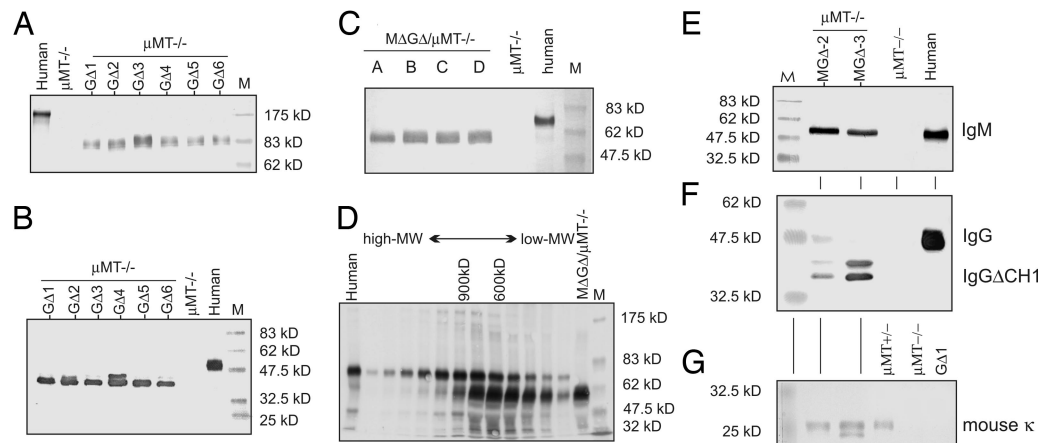 A
Human
μMT-/-
μMT-/-
GΔ1
GΔ2
GΔ3
GΔ4
GΔ5
GΔ6
M
175 kD
83 kD
62 kD
B
μMT-/-
GΔ1
GΔ2
GΔ3
GΔ4
GΔ5
GΔ6
μMT-/-
Human
M
83 kD
62 kD
47.5 kD
32.5 kD
25 kD
C
MΔGΔ/μMT-/-
A
B
C
D
μMT-/-
human
M
83 kD
62 kD
47.5 kD
D
high-MW
low-MW
Human
900kD
600kD
MΔGΔ/μMT-/-
M
175 kD
83 kD
62 kD
47.5 kD
32 kD
E
μMT-/-
M
MGΔ-2
MGΔ-3
μMT-/-
Human
83 kD
62 kD
47.5 kD
32.5 kD
IgM
F
62 kD
47.5 kD
32.5 kD
IgG
IgGΔCH1
G
μMT+/-
μMT-/-
GΔ1
32.5 kD
25 kD
mouse κ